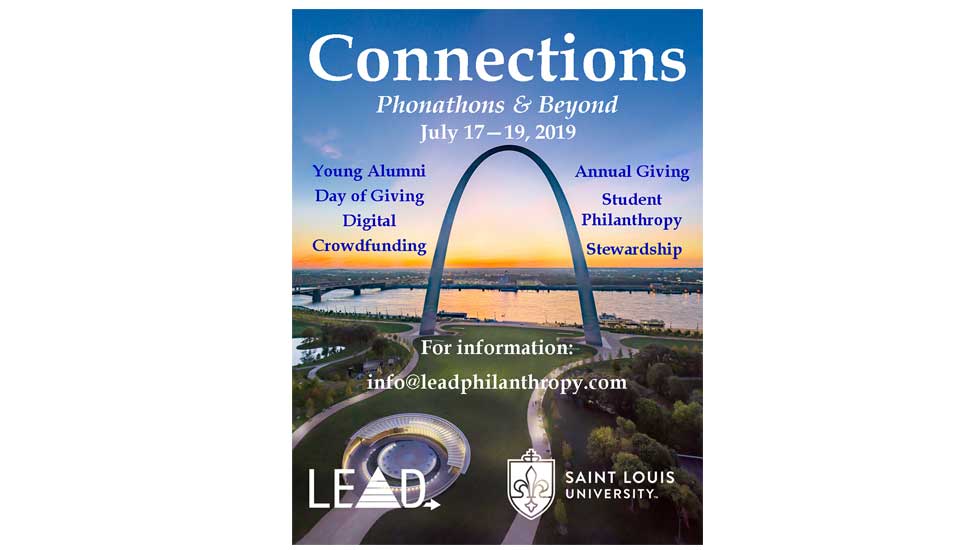 Connections
Phonathons & Beyond
July 17—19, 2019
Young Alumni
Day of Giving
Digital
Crowdfunding
Annual Giving
Student
Philanthropy
Stewardship
For information:
info@leadphilanthropy.com
LEAD
SAINT LOUIS
UNIVERSITY™